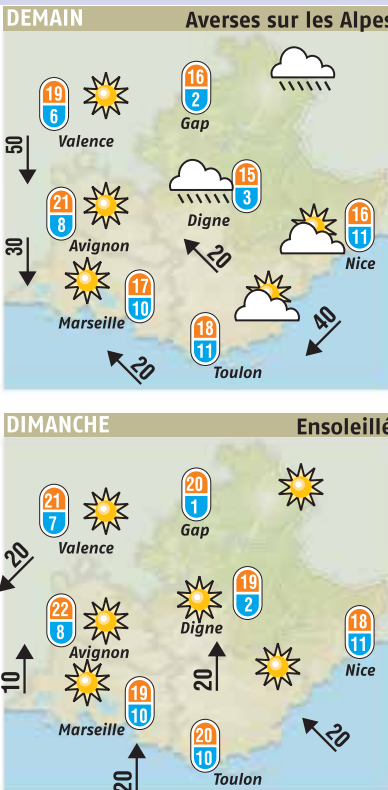 DEMAIN Averses sur les Alpes
19
6
Valence
16
2
Gap
50
15
3
Digne
21
8
Avignon
16
11
Nice
30
20
17
10
Marseille
18
11
Toulon
40
20
DIMANCHE Ensoleillé
21
7
Valence
20
1
Gap
20
19
2
Digne
22
8
Avignon
18
11
Nice
10
20
19
10
Marseille
20
10
Toulon
20
20